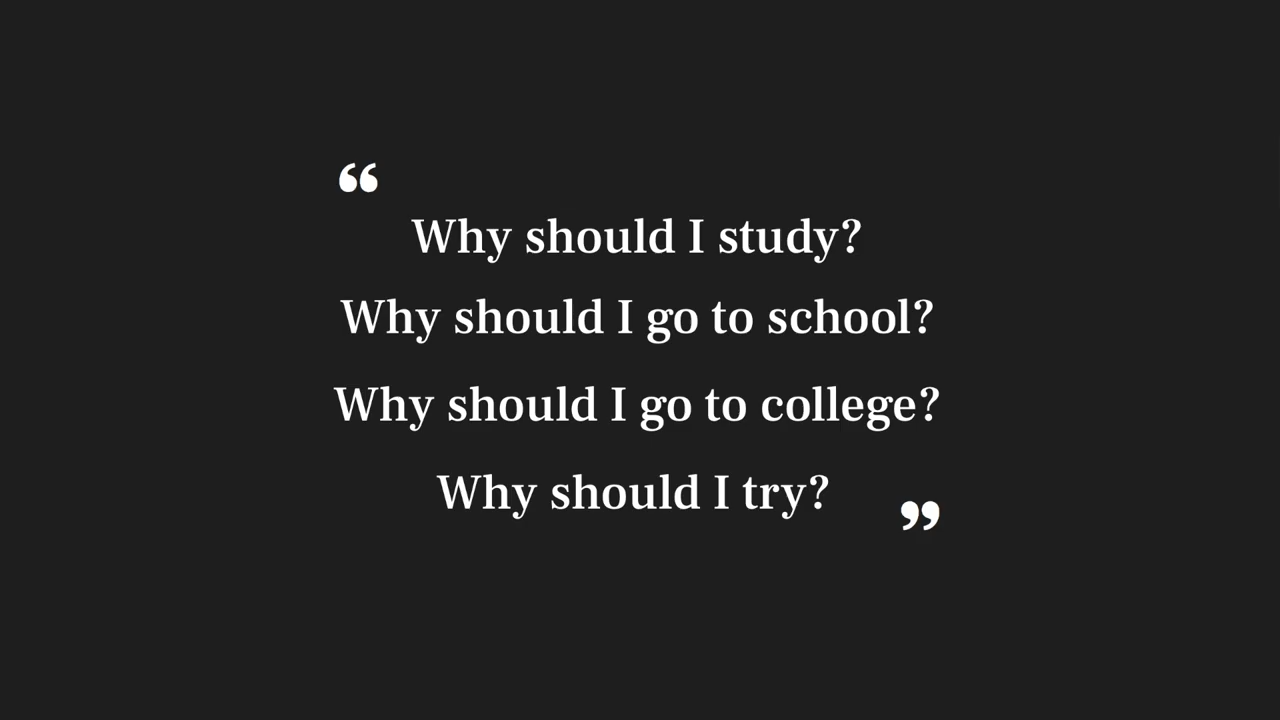 “
Why should I study?
Why should I go to school?
Why should I go to college?
Why should I try?
”